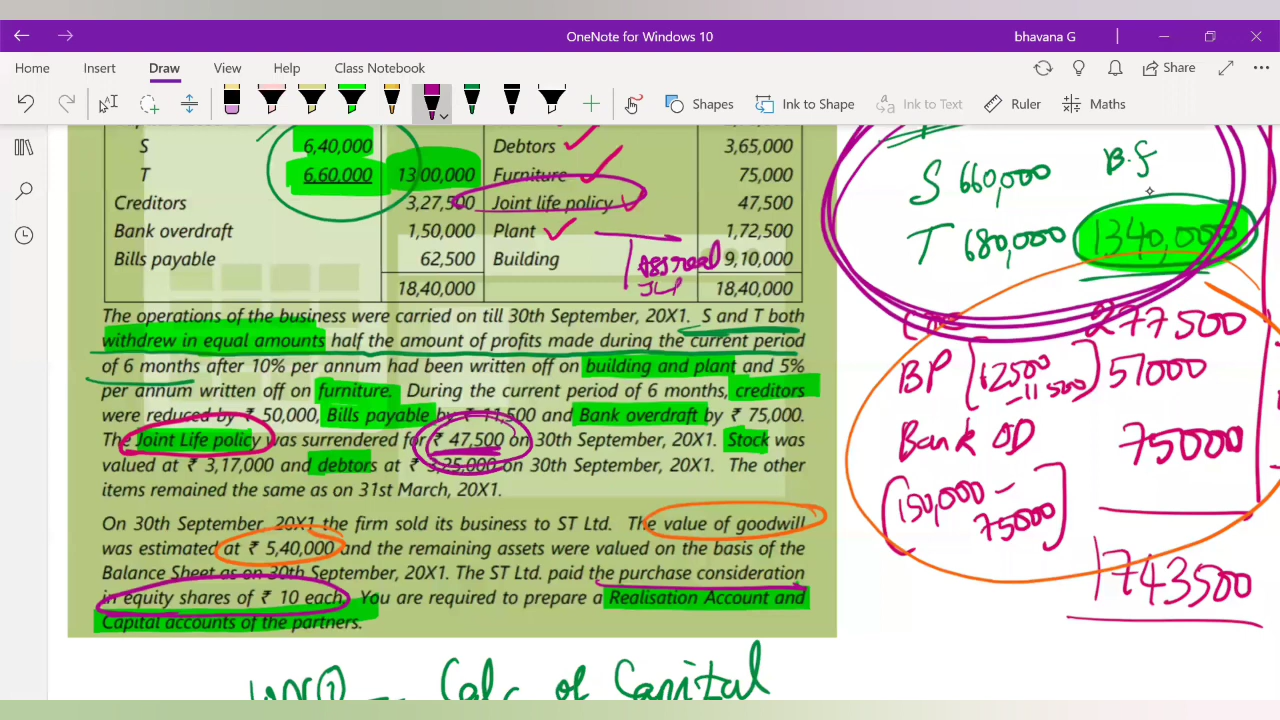 OneNote for Windows 10
bhavana G
Home Insert Draw View Help Class Notebook Share
Shapes Ink to Shape Ink to Text Ruler Maths
S 6,40,000 Debtors 3,65,000
T 6,60,000 13,00,000 Furniture 75,000
Creditors 3,27,500 Joint life policy 47,500
Bank overdraft 1,50,000 Plant 1,72,500
Bills payable 62,500 Building 9,10,000
18,40,000 18,40,000
JLP
The operations of the business were carried on till 30th September, 20X1. S and T both
withdrew in equal amounts half the amount of profits made during the current period
of 6 months after 10% per annum had been written off on building and plant and 5%
per annum written off on furniture. During the current period of 6 months, creditors
were reduced by ₹ 50,000, Bills payable by ₹ 11,500 and Bank overdraft by ₹ 75,000.
The Joint Life policy was surrendered for ₹ 47,500 on 30th September, 20X1. Stock was
valued at ₹ 3,17,000 and debtors at ₹ 3,25,000 on 30th September, 20X1. The other
items remained the same as on 31st March, 20X1.
On 30th September, 20X1 the firm sold its business to ST Ltd. The value of goodwill
was estimated at ₹ 5,40,000 and the remaining assets were valued on the basis of the
Balance Sheet as on 30th September, 20X1. The ST Ltd. paid the purchase consideration
in equity shares of ₹ 10 each. You are required to prepare a Realisation Account and
Capital accounts of the partners.
S 660,000 B.f
T 680,000 1340,000
277500
BP [62500 - 11500] 51000
Bank OD 75000
[150,000 - 75000]
1743500
WN① - Calc of Capital